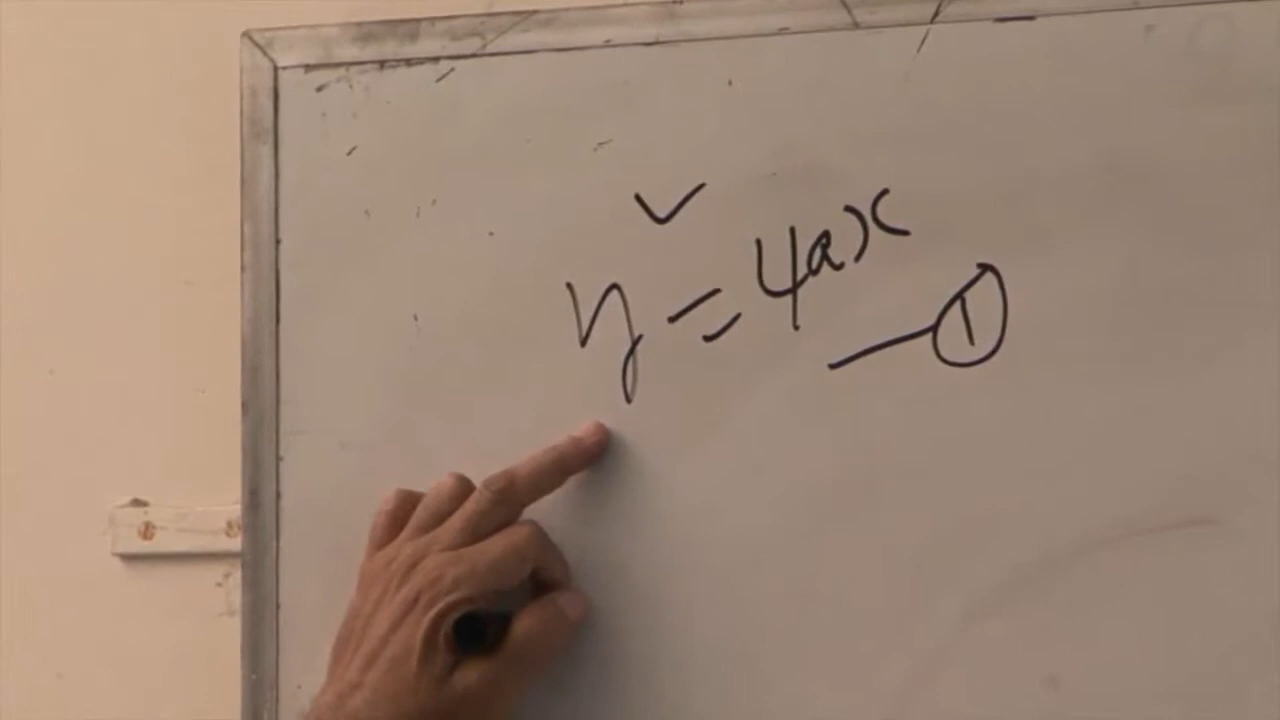 y² = 4ax —①